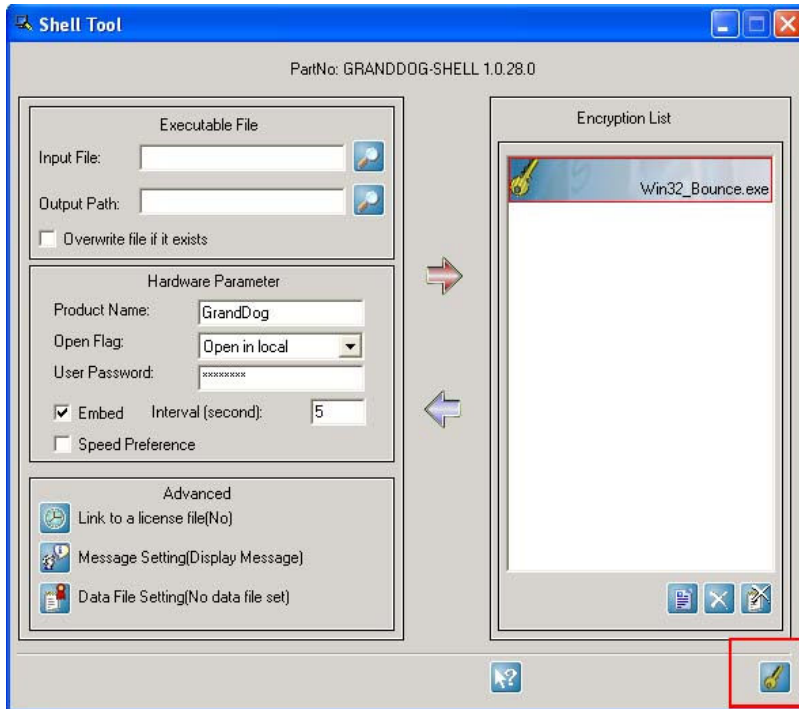 Shell Tool
PartNo: GRANDDOG-SHELL 1.0.28.0
Executable File
Input File:
Output Path:
Overwrite file if it exists
Hardware Parameter
Product Name: GrandDog
Open Flag: Open in local
User Password: ********
Embed Interval (second): 5
Speed Preference
Advanced
Link to a license file(No)
Message Setting(Display Message)
Data File Setting(No data file set)
Encryption List
Win32_Bounce.exe